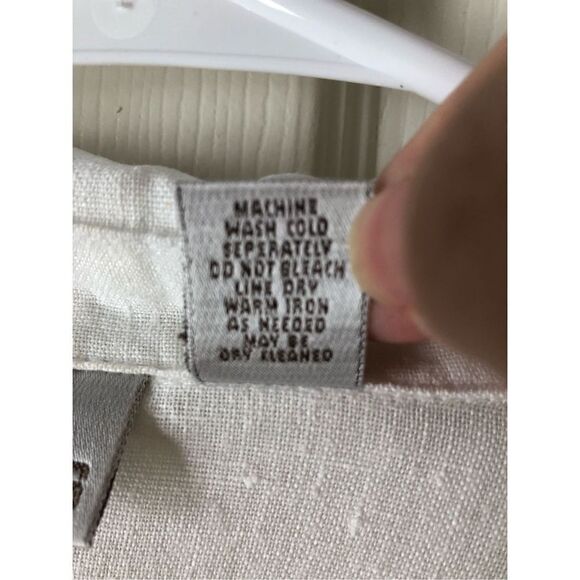 MACHINE
WASH COLD
SEPERATELY
DO NOT BLEACH
LINE DRY
WARM IRON
AS NEEDED
MAY BE
DRY CLEANED